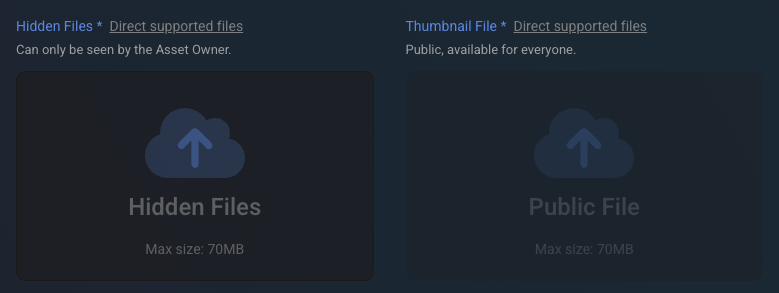 Hidden Files * Direct supported files
Can only be seen by the Asset Owner.
Hidden Files
Max size: 70MB
Thumbnail File * Direct supported files
Public, available for everyone.
Public File
Max size: 70MB